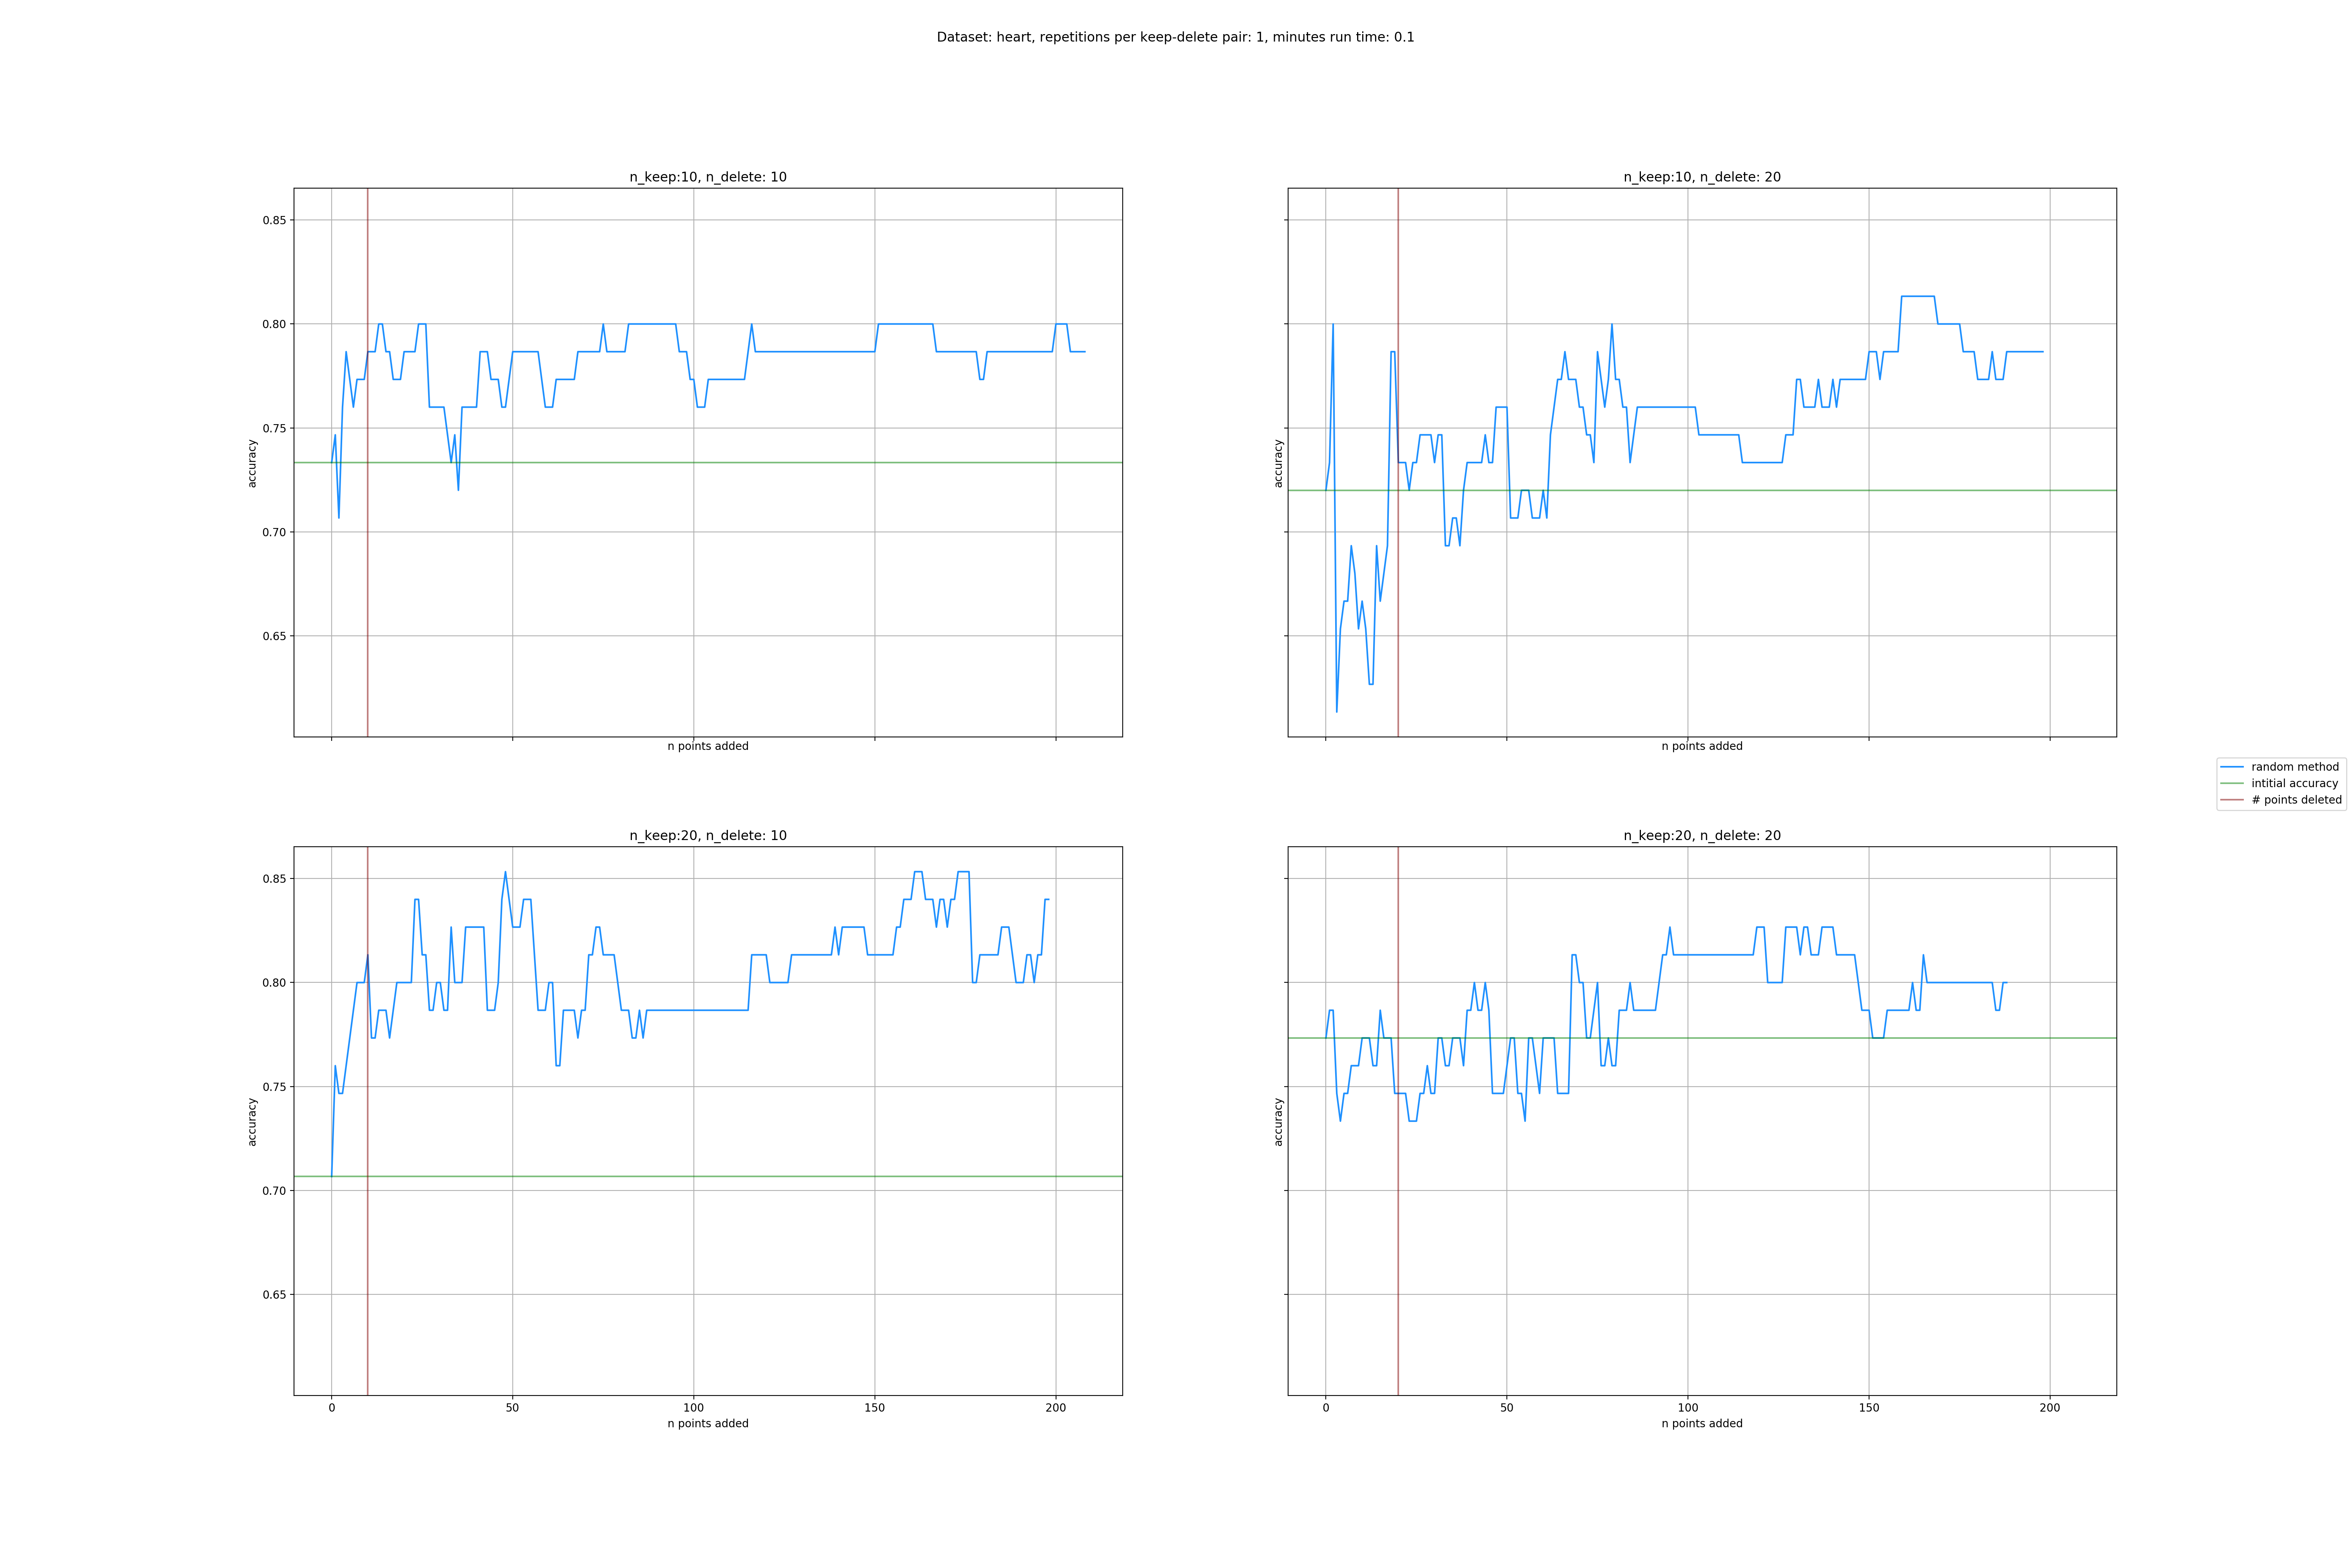 Dataset: heart, repetitions per keep-delete pair: 1, minutes run time: 0.1
n_keep:10, n_delete: 10
0.85
0.80
0.75
0.70
0.65
accuracy
n points added
n_keep:10, n_delete: 20
accuracy
n points added
random method
intitial accuracy
# points deleted
n_keep:20, n_delete: 10
0.85
0.80
0.75
0.70
0.65
accuracy
0 50 100 150 200
n points added
n_keep:20, n_delete: 20
accuracy
0 50 100 150 200
n points added